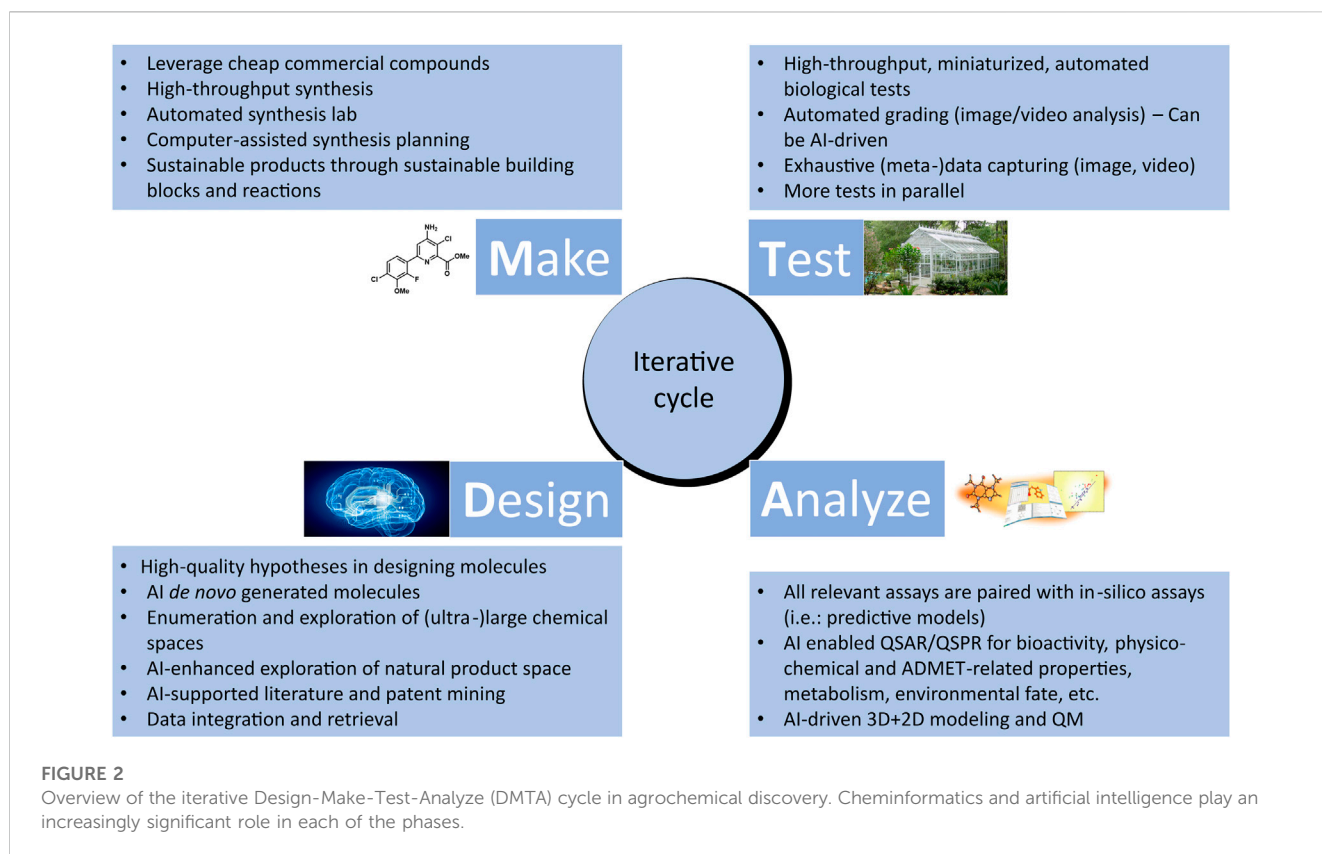 • Leverage cheap commercial compounds
• High-throughput synthesis
• Automated synthesis lab
• Computer-assisted synthesis planning
• Sustainable products through sustainable building
blocks and reactions
• High-throughput, miniaturized, automated
biological tests
• Automated grading (image/video analysis) – Can
be AI-driven
• Exhaustive (meta-)data capturing (image, video)
• More tests in parallel
NH2
Cl
N
OMe
O
Cl
F
OMe
Make
Test
Iterative
cycle
Design
Analyze
• High-quality hypotheses in designing molecules
• AI de novo generated molecules
• Enumeration and exploration of (ultra-)large chemical
spaces
• AI-enhanced exploration of natural product space
• AI-supported literature and patent mining
• Data integration and retrieval
• All relevant assays are paired with in-silico assays
(i.e.: predictive models)
• AI enabled QSAR/QSPR for bioactivity, physico-
chemical and ADMET-related properties,
metabolism, environmental fate, etc.
• AI-driven 3D+2D modeling and QM
FIGURE 2
Overview of the iterative Design-Make-Test-Analyze (DMTA) cycle in agrochemical discovery. Cheminformatics and artificial intelligence play an
increasingly significant role in each of the phases.